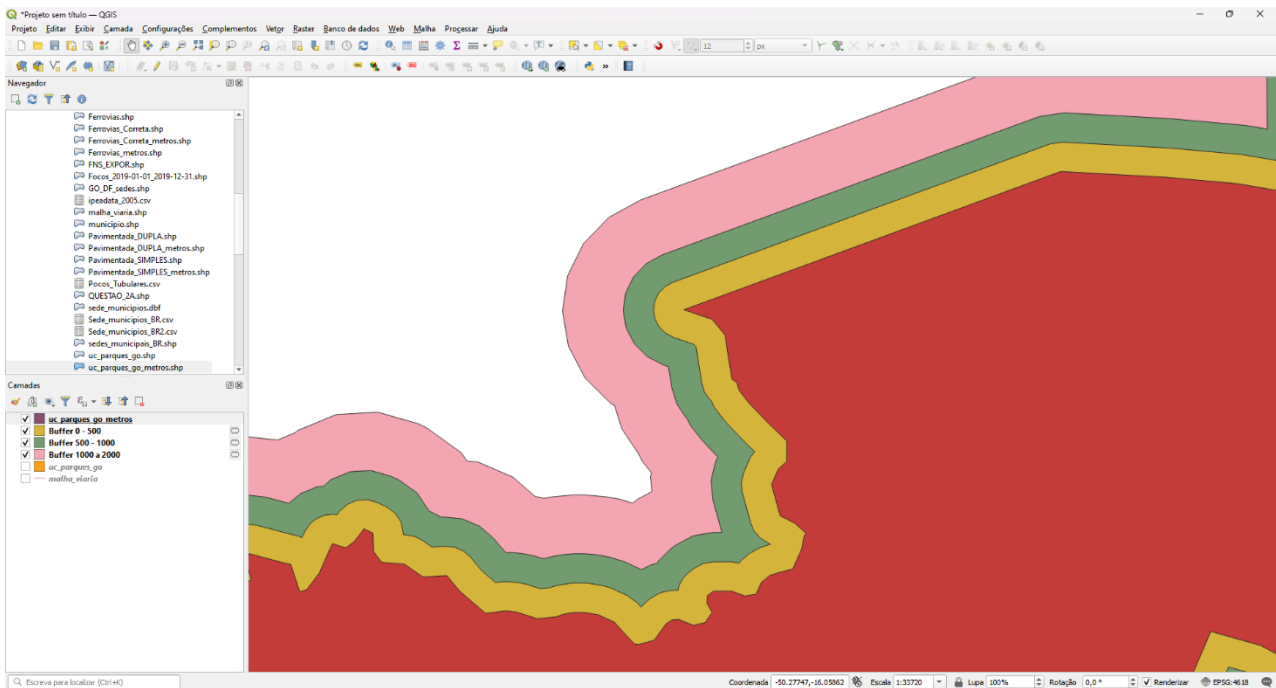 *Projeto sem título — QGIS
Projeto Editar Exibir Camada Configurações Complementos Vetor Raster Banco de dados Web Malha Processar Ajuda
12 px
Navegador
Ferrovias.shp
Ferrovias_Correta.shp
Ferrovias_Correta_metros.shp
Ferrovias_metros.shp
FNS_EXPOR.shp
Focos_2019-01-01_2019-12-31.shp
GO_DF_sedes.shp
ipeadata_2005.csv
malha_viaria.shp
municipio.shp
Pavimentada_DUPLA.shp
Pavimentada_DUPLA_metros.shp
Pavimentada_SIMPLES.shp
Pavimentada_SIMPLES_metros.shp
Pocos_Tubulares.csv
QUESTAO_2A.shp
sede_municipios.dbf
Sede_municipios_BR.csv
Sede_municipios_BR2.csv
sedes_municipais_BR.shp
uc_parques_go.shp
uc_parques_go_metros.shp
Camadas
uc_parques_go_metros
Buffer 0 - 500
Buffer 500 - 1000
Buffer 1000 a 2000
uc_parques_go
malha_viaria
Escreva para localizar (Ctrl+K) Coordenada -50.27747,-16.05862 Escala 1:33720 Lupa 100% Rotação 0,0 ° Renderizar EPSG:4618